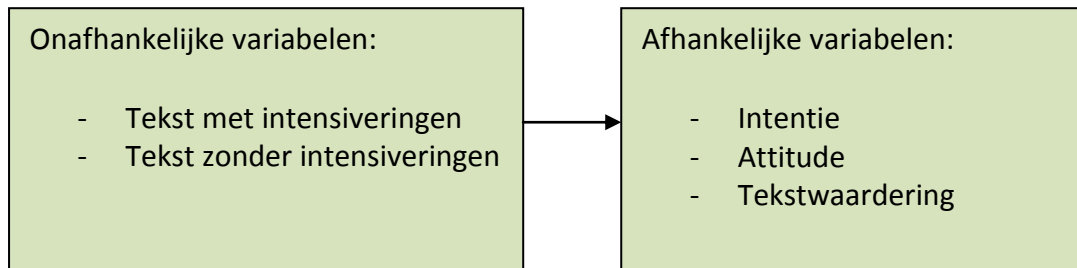 Onafhankelijke variabelen:
- Tekst met intensiveringen
- Tekst zonder intensiveringen
Afhankelijke variabelen:
- Intentie
- Attitude
- Tekstwaardering